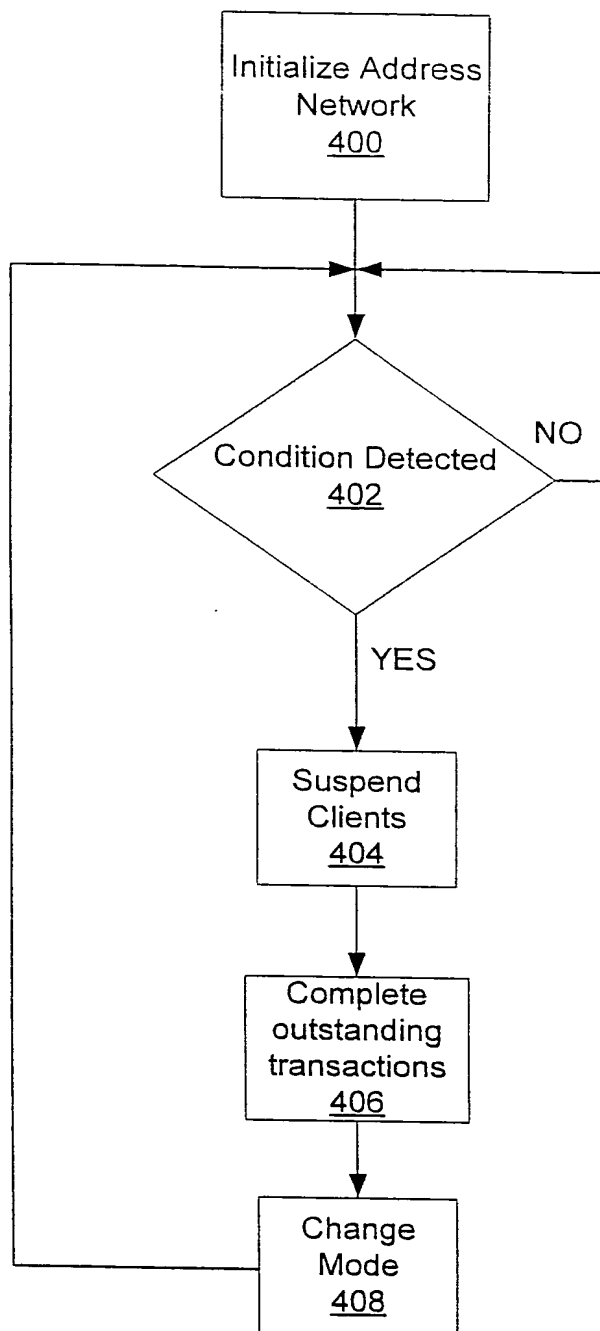 Initialize Address
Network
400
Condition Detected
402
NO
YES
Suspend
Clients
404
Complete
outstanding
transactions
406
Change
Mode
408